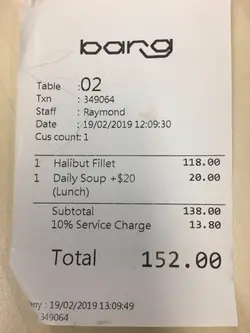 bang
Table : 02
Txn : 349064
Staff : Raymond
Date : 19/02/2019 12:09:30
Cus count: 1
1 Halibut Fillet 118.00
1 Daily Soup +$20 20.00
(Lunch)
Subtotal 138.00
10% Service Charge 13.80
Total 152.00
: 19/02/2019 13:09:49
349064